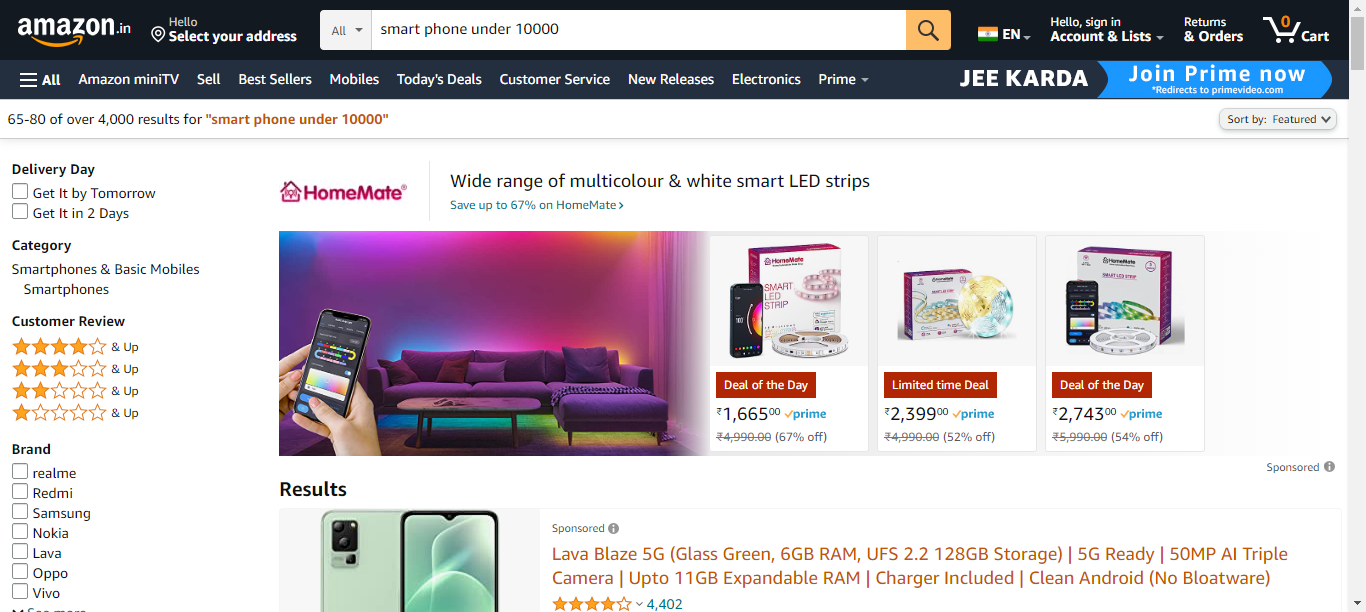 amazon.in
Hello
Select your address
All
smart phone under 10000
EN
Hello, sign in
Account & Lists
Returns
& Orders
0
Cart
All
Amazon miniTV
Sell
Best Sellers
Mobiles
Today's Deals
Customer Service
New Releases
Electronics
Prime
JEE KARDA
Join Prime now
*Redirects to primevideo.com
65-80 of over 4,000 results for "smart phone under 10000"
Sort by: Featured
Delivery Day
Get It by Tomorrow
Get It in 2 Days
Category
Smartphones & Basic Mobiles
Smartphones
Customer Review
& Up
& Up
& Up
& Up
Brand
realme
Redmi
Samsung
Nokia
Lava
Oppo
Vivo
See more
HomeMate®
Wide range of multicolour & white smart LED strips
Save up to 67% on HomeMate
HomeMate
SMART
LED
STRIP
Deal of the Day
₹1,66500 prime
₹4,990.00 (67% off)
HomeMate
Limited time Deal
₹2,39900 prime
₹4,990.00 (52% off)
HomeMate
SMART LED STRIP
Deal of the Day
₹2,74300 prime
₹5,990.00 (54% off)
Sponsored
Results
Sponsored
Lava Blaze 5G (Glass Green, 6GB RAM, UFS 2.2 128GB Storage) | 5G Ready | 50MP AI Triple
Camera | Upto 11GB Expandable RAM | Charger Included | Clean Android (No Bloatware)
4,402